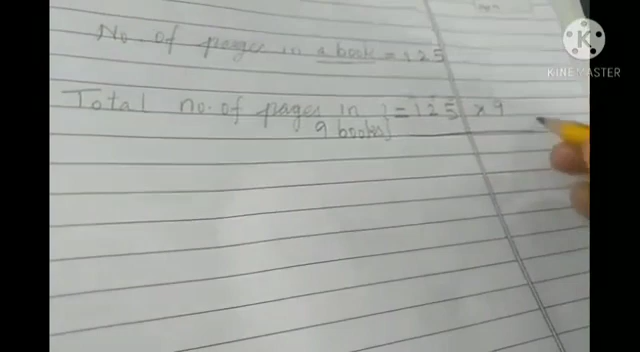 KINEMASTER
No. of pages in a book = 125
Total no. of pages in ] = 125 × 9
9 books]